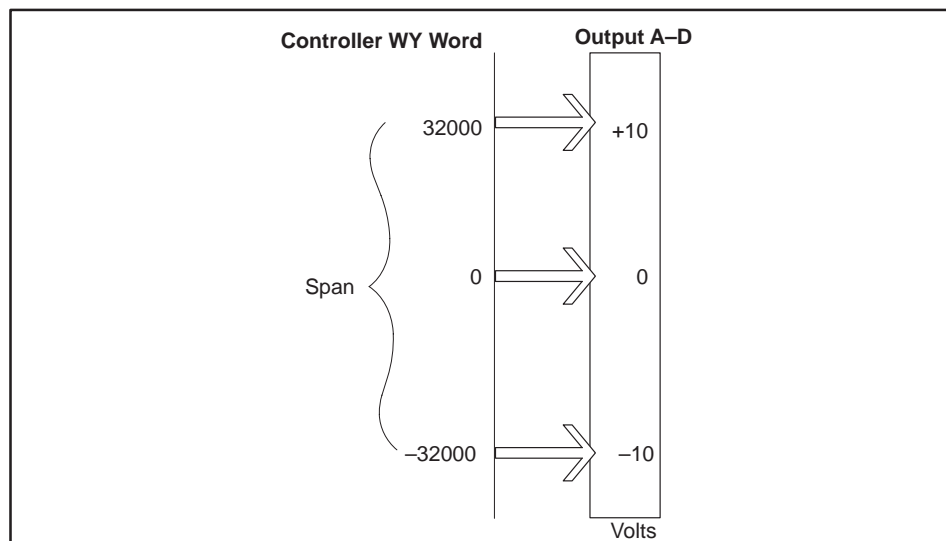 Controller WY Word
Output A–D
32000
+10
Span
0
0
–32000
–10
Volts